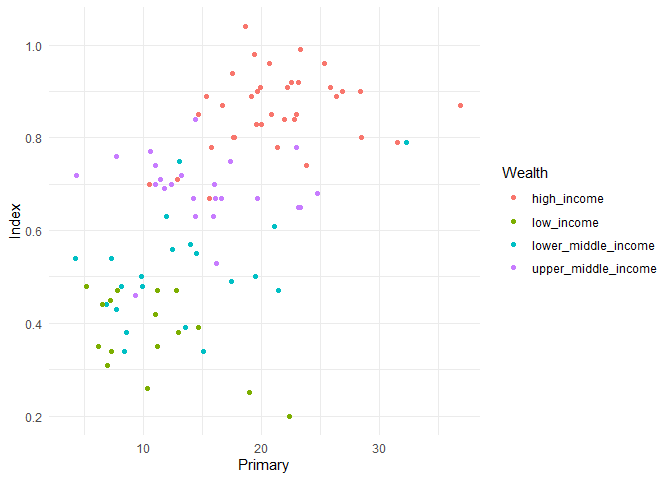 1.0
0.8
0.6
0.4
0.2
Index
10
20
30
Primary
Wealth
high_income
low_income
lower_middle_income
upper_middle_income